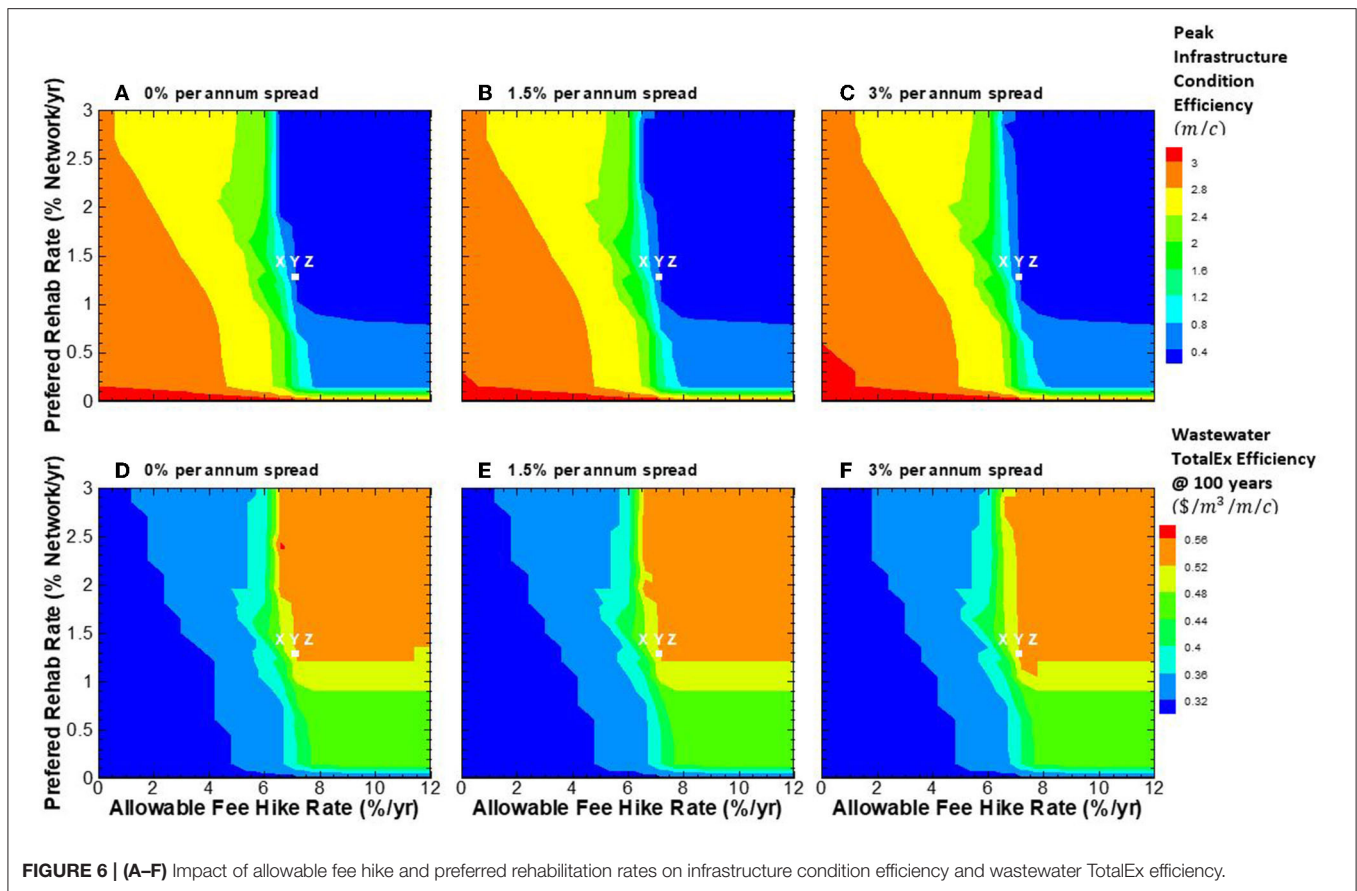 Peak
Infrastructure
Condition
Efficiency
(m/c)
A 0% per annum spread
B 1.5% per annum spread
C 3% per annum spread
Prefered Rehab Rate (% Network/yr)
3
2.5
2
1.5
1
0.5
0
X Y Z
X Y Z
X Y Z
3
2.8
2.4
2
1.6
1.2
0.8
0.4
Wastewater
TotalEx Efficiency
@ 100 years
($/m³/m/c)
D 0% per annum spread
E 1.5% per annum spread
F 3% per annum spread
Prefered Rehab Rate (% Network/yr)
3
2.5
2
1.5
1
0.5
0
X Y Z
X Y Z
X Y Z
0.56
0.52
0.48
0.44
0.4
0.36
0.32
0 2 4 6 8 10 12
0 2 4 6 8 10 12
0 2 4 6 8 10 12
Allowable Fee Hike Rate (%/yr)
Allowable Fee Hike Rate (%/yr)
Allowable Fee Hike Rate (%/yr)
FIGURE 6 | (A–F) Impact of allowable fee hike and preferred rehabilitation rates on infrastructure condition efficiency and wastewater TotalEx efficiency.